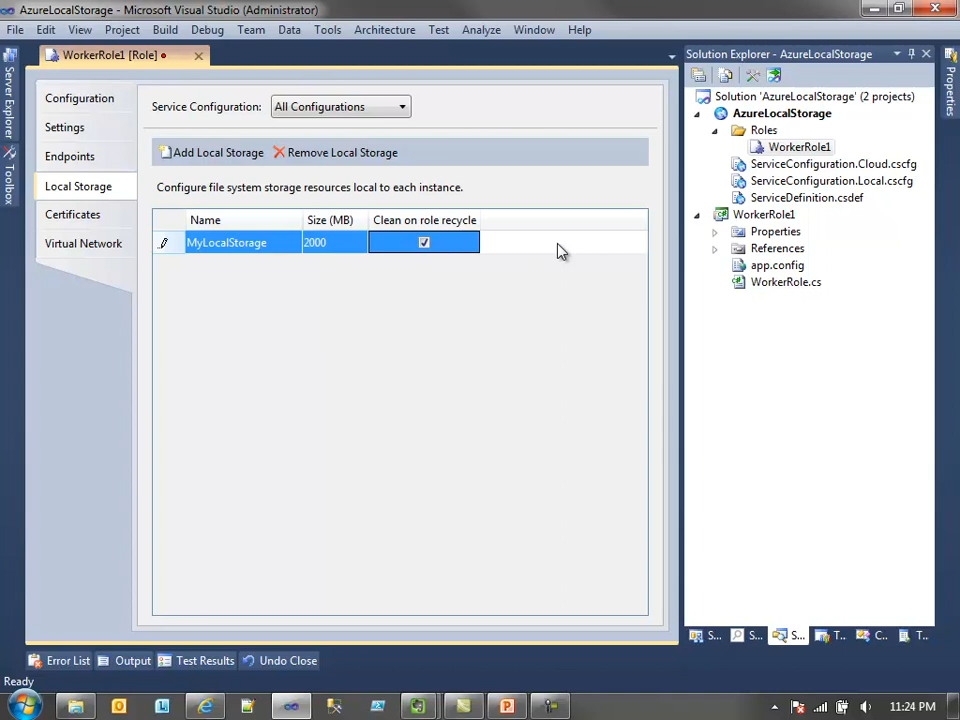 AzureLocalStorage - Microsoft Visual Studio (Administrator)
File Edit View Project Build Debug Team Data Tools Architecture Test Analyze Window Help
WorkerRole1 [Role]
Server Explorer
Toolbox
Configuration
Settings
Endpoints
Local Storage
Certificates
Virtual Network
Service Configuration: All Configurations
Add Local Storage Remove Local Storage
Configure file system storage resources local to each instance.
Name Size (MB) Clean on role recycle
MyLocalStorage 2000
Solution Explorer - AzureLocalStorage
Solution 'AzureLocalStorage' (2 projects)
AzureLocalStorage
Roles
WorkerRole1
ServiceConfiguration.Cloud.cscfg
ServiceConfiguration.Local.cscfg
ServiceDefinition.csdef
WorkerRole1
Properties
References
app.config
WorkerRole.cs
Properties
S... S... S... T... C... T...
Error List Output Test Results Undo Close
Ready
11:24 PM